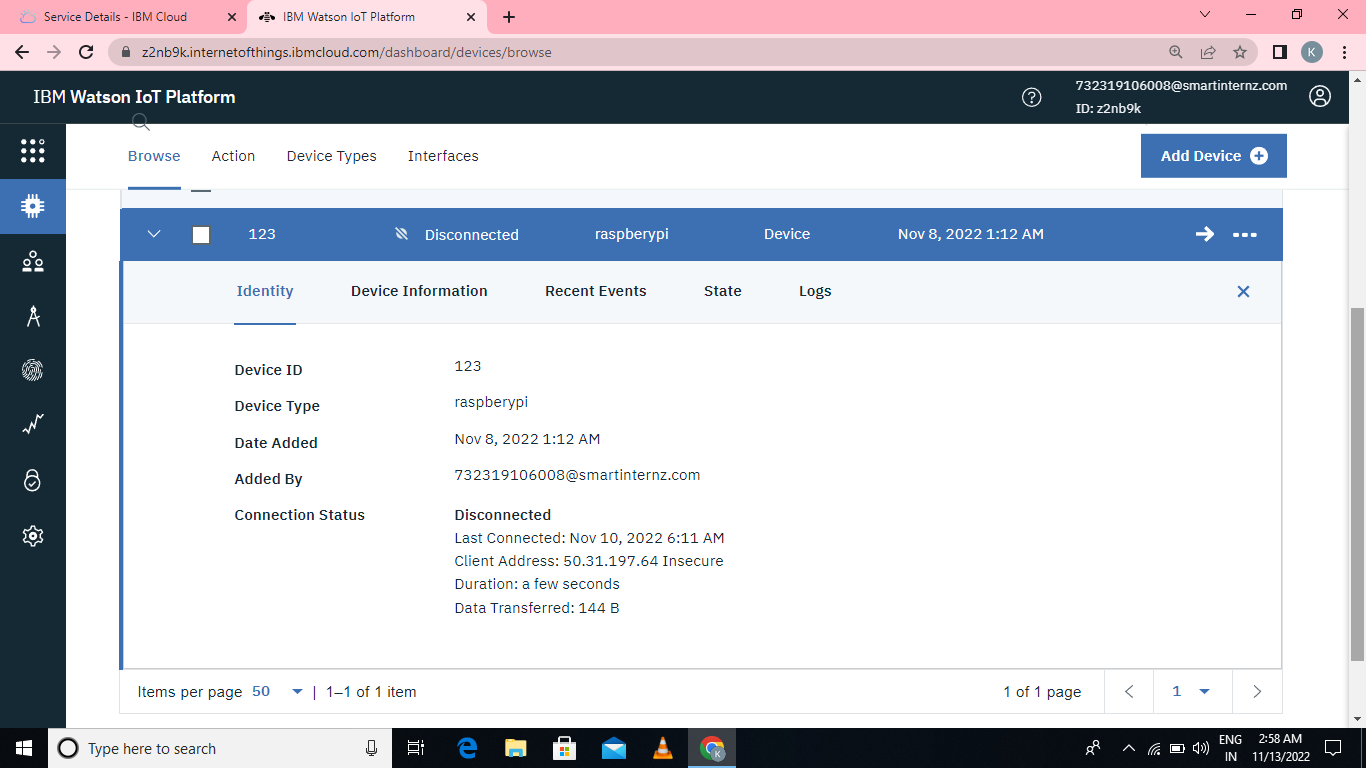 Service Details - IBM Cloud
IBM Watson IoT Platform
z2nb9k.internetofthings.ibmcloud.com/dashboard/devices/browse
K
IBM Watson IoT Platform
732319106008@smartinternz.com
ID: z2nb9k
Browse
Action
Device Types
Interfaces
Add Device
123
Disconnected
raspberypi
Device
Nov 8, 2022 1:12 AM
Identity
Device Information
Recent Events
State
Logs
Device ID
123
Device Type
raspberypi
Date Added
Nov 8, 2022 1:12 AM
Added By
732319106008@smartinternz.com
Connection Status
Disconnected
Last Connected: Nov 10, 2022 6:11 AM
Client Address: 50.31.197.64 Insecure
Duration: a few seconds
Data Transferred: 144 B
Items per page 50 | 1–1 of 1 item
1 of 1 page
1
Type here to search
K
ENG
IN
2:58 AM
11/13/2022